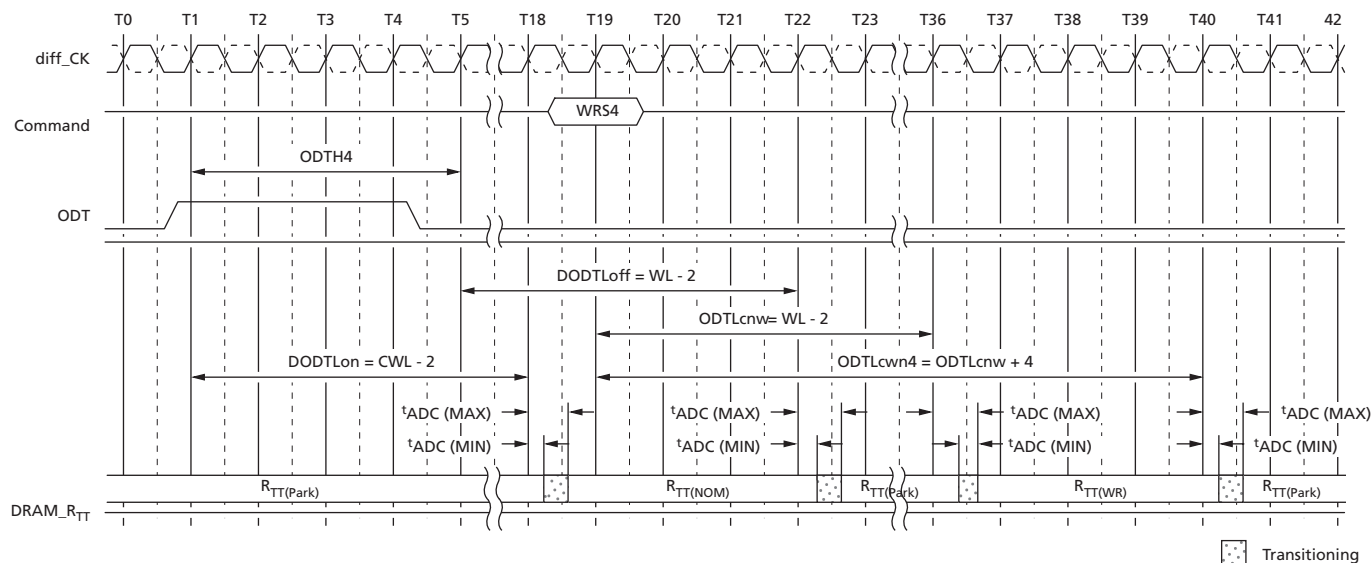 T0 T1 T2 T3 T4 T5 T18 T19 T20 T21 T22 T23 T36 T37 T38 T39 T40 T41 42
diff_CK
WRS4
Command
ODTH4
ODT
DODTLoff = WL - 2
ODTLcnw= WL - 2
DODTLon = CWL - 2 ODTLcwn4 = ODTLcnw + 4
tADC (MAX) tADC (MAX) tADC (MAX) tADC (MAX)
tADC (MIN) tADC (MIN) tADC (MIN) tADC (MIN)
RTT(Park) RTT(NOM) RTT(Park) RTT(WR) RTT(Park)
DRAM_RTT
Transitioning